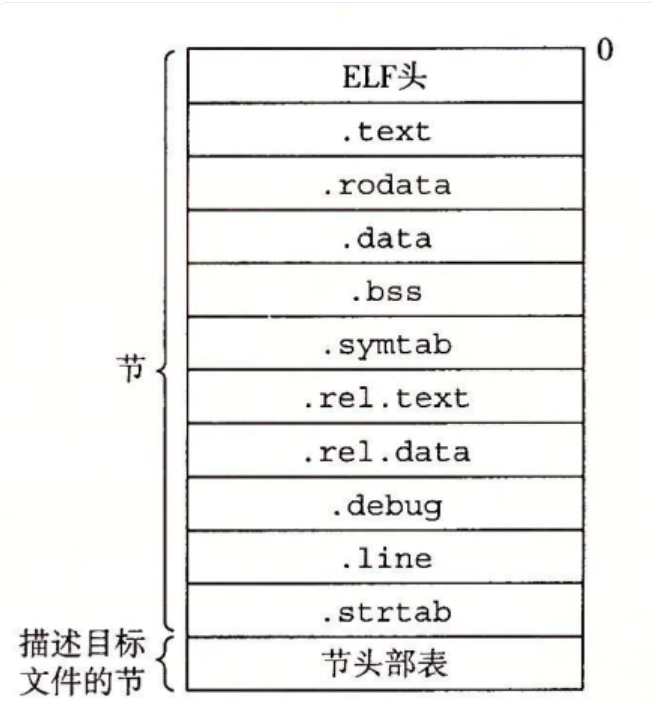 0
ELF头
.text
.rodata
.data
.bss
.symtab
节
.rel.text
.rel.data
.debug
.line
.strtab
描述目标
文件的节
节头部表